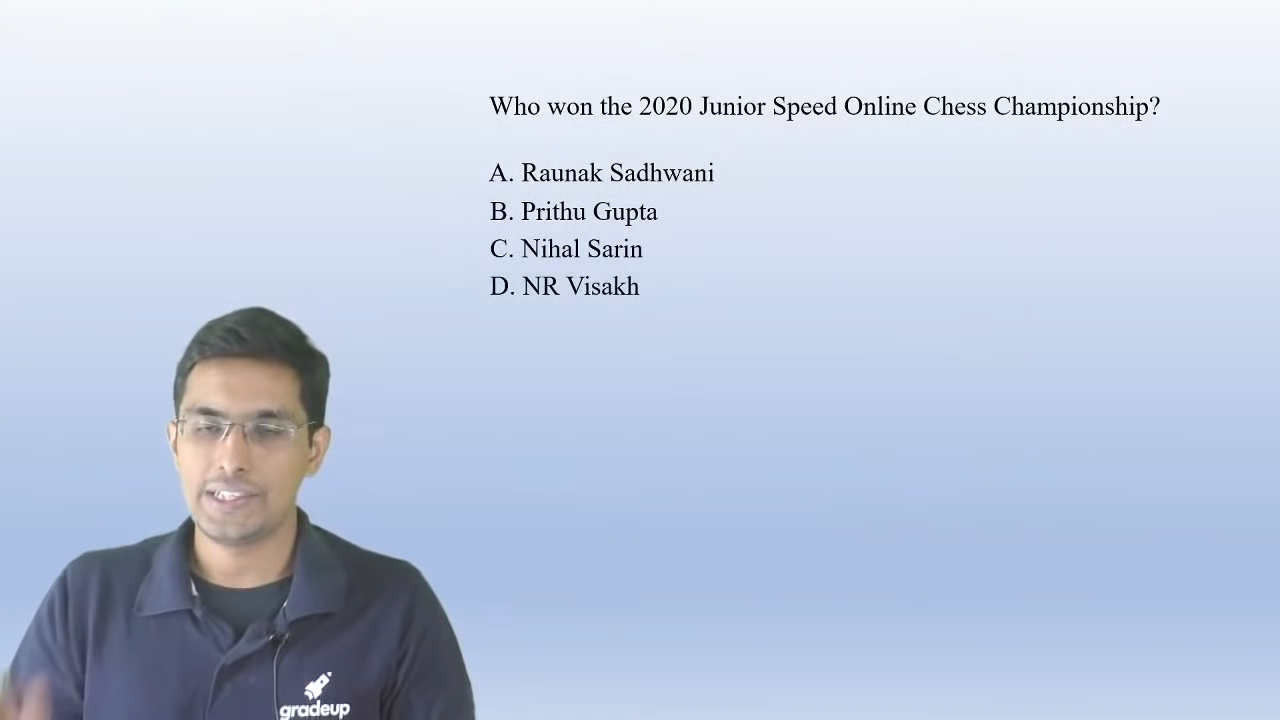 Who won the 2020 Junior Speed Online Chess Championship?
A. Raunak Sadhwani
B. Prithu Gupta
C. Nihal Sarin
D. NR Visakh
gradeup